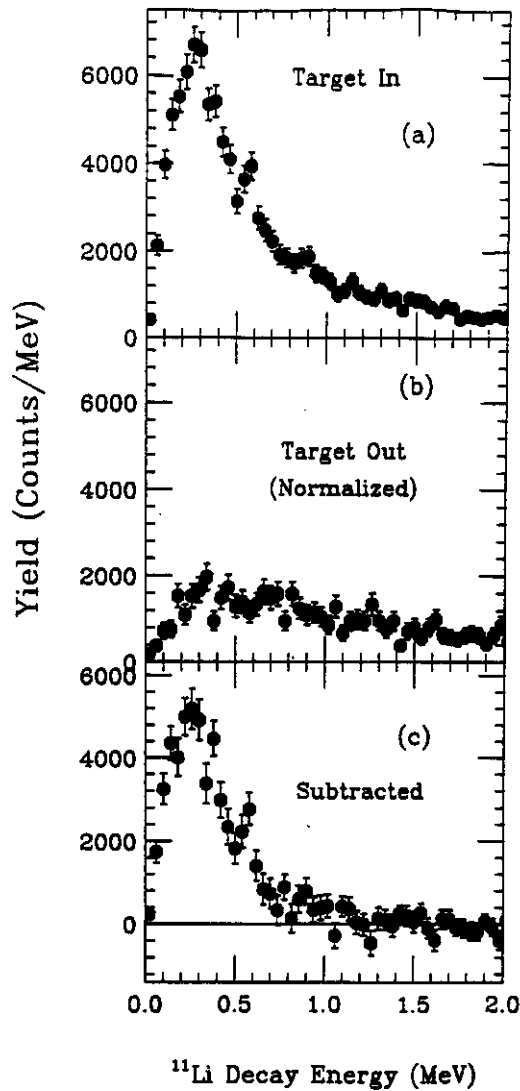 6000
4000
2000
0
Target In
(a)
6000
4000
2000
0
(b)
Target Out
(Normalized)
6000
4000
2000
0
(c)
Subtracted
0.0
0.5
1.0
1.5
2.0
Yield (Counts/MeV)
¹¹Li Decay Energy (MeV)